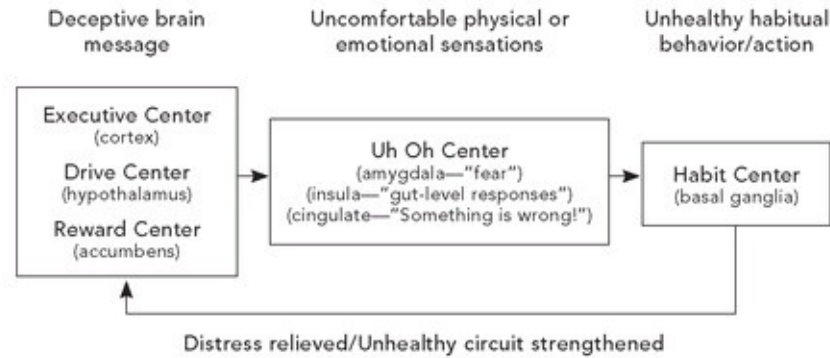 Deceptive brain
message
Uncomfortable physical or
emotional sensations
Unhealthy habitual
behavior/action
Executive Center
(cortex)
Drive Center
(hypothalamus)
Reward Center
(accumbens)
Uh Oh Center
(amygdala—"fear")
(insula—"gut-level responses")
(cingulate—"Something is wrong!")
Habit Center
(basal ganglia)
Distress relieved/Unhealthy circuit strengthened